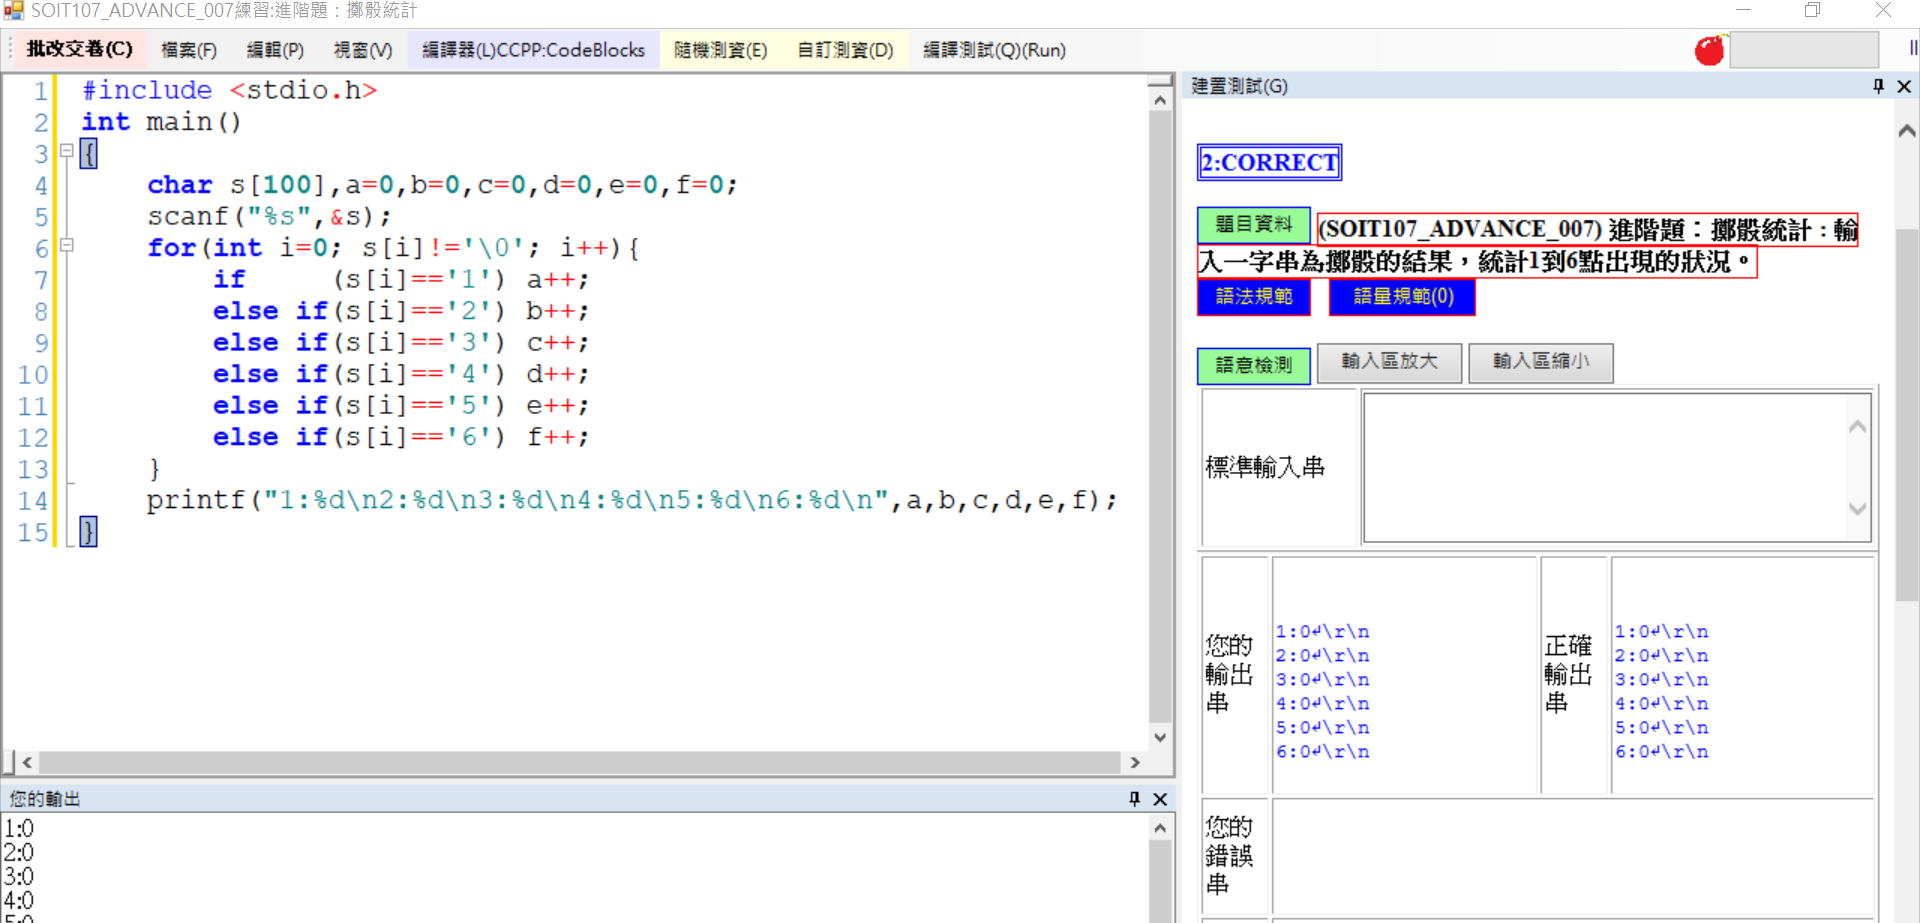 SOIT107_ADVANCE_007練習:進階題：擲骰統計
批改交卷(C) 檔案(F) 編輯(P) 視窗(V) 編譯器(L)CCPP:CodeBlocks 隨機測資(E) 自訂測資(D) 編譯測試(Q)(Run)
1 #include <stdio.h>
2 int main()
3 {
4 char s[100],a=0,b=0,c=0,d=0,e=0,f=0;
5 scanf("%s",&s);
6 for(int i=0; s[i]!='\0'; i++){
7 if (s[i]=='1') a++;
8 else if(s[i]=='2') b++;
9 else if(s[i]=='3') c++;
10 else if(s[i]=='4') d++;
11 else if(s[i]=='5') e++;
12 else if(s[i]=='6') f++;
13 }
14 printf("1:%d\n2:%d\n3:%d\n4:%d\n5:%d\n6:%d\n",a,b,c,d,e,f);
15 }
您的輸出
1:0
2:0
3:0
4:0
5:0
建置測試(G)
2:CORRECT
題目資料 (SOIT107_ADVANCE_007) 進階題：擲骰統計：輸
入一字串為擲骰的結果，統計1到6點出現的狀況。
語法規範 語量規範(0)
語意檢測 輸入區放大 輸入區縮小
標準輸入串
您的
輸出
串
1:0↵\r\n
2:0↵\r\n
3:0↵\r\n
4:0↵\r\n
5:0↵\r\n
6:0↵\r\n
正確
輸出
串
1:0↵\r\n
2:0↵\r\n
3:0↵\r\n
4:0↵\r\n
5:0↵\r\n
6:0↵\r\n
您的
錯誤
串